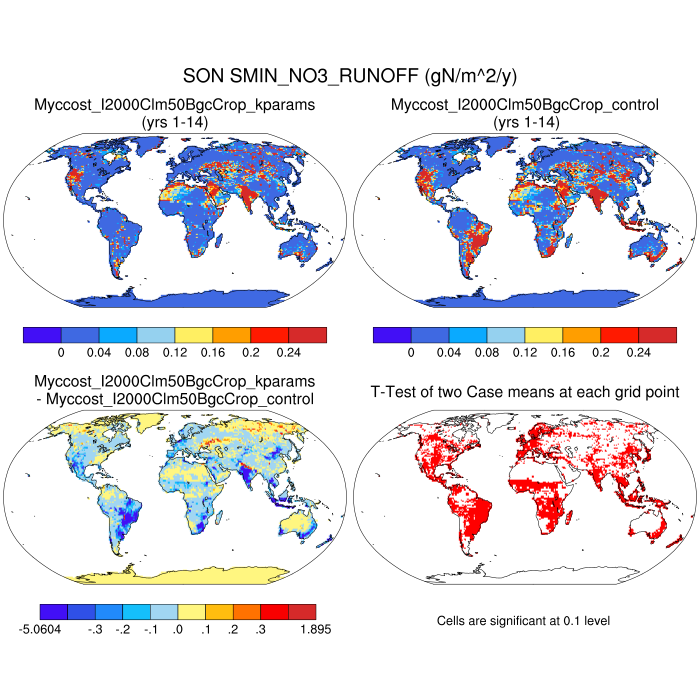 SON SMIN_NO3_RUNOFF (gN/m^2/y)
Myccost_I2000Clm50BgcCrop_kparams
(yrs 1-14)
Myccost_I2000Clm50BgcCrop_control
(yrs 1-14)
0 0.04 0.08 0.12 0.16 0.2 0.24
0 0.04 0.08 0.12 0.16 0.2 0.24
Myccost_I2000Clm50BgcCrop_kparams
- Myccost_I2000Clm50BgcCrop_control
T-Test of two Case means at each grid point
-5.0604 -.3 -.2 -.1 .0 .1 .2 .3 1.895
Cells are significant at 0.1 level